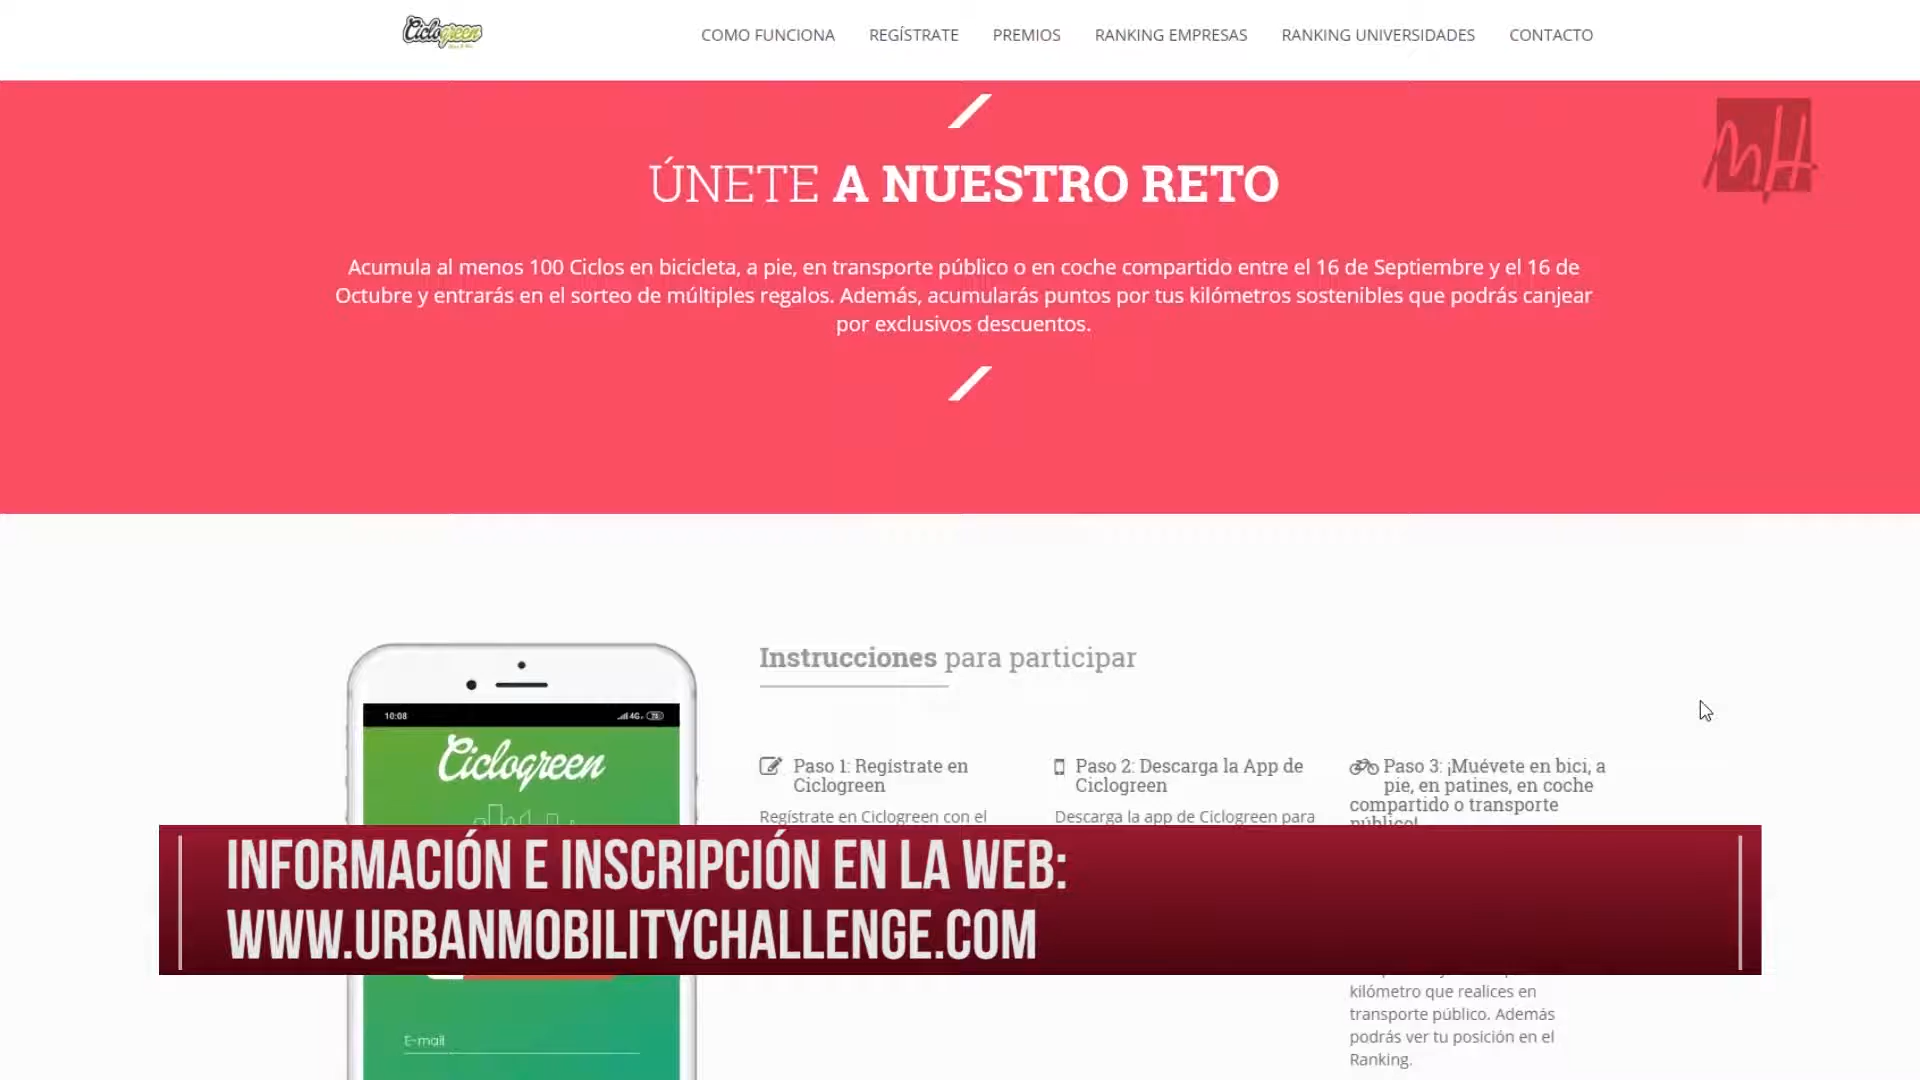 Ciclogreen
COMO FUNCIONA REGÍSTRATE PREMIOS RANKING EMPRESAS RANKING UNIVERSIDADES CONTACTO
MH
ÚNETE A NUESTRO RETO
Acumula al menos 100 Ciclos en bicicleta, a pie, en transporte público o en coche compartido entre el 16 de Septiembre y el 16 de
Octubre y entrarás en el sorteo de múltiples regalos. Además, acumularás puntos por tus kilómetros sostenibles que podrás canjear
por exclusivos descuentos.
Instrucciones para participar
10:08 4G
Ciclogreen
Paso 1: Regístrate en
Ciclogreen
Regístrate en Ciclogreen con el
Paso 2: Descarga la App de
Ciclogreen
Descarga la app de Ciclogreen para
Paso 3: ¡Muévete en bici, a
pie, en patines, en coche
compartido o transporte
público!
INFORMACIÓN E INSCRIPCIÓN EN LA WEB:
WWW.URBANMOBILITYCHALLENGE.COM
kilómetro que realices en
transporte público. Además
podrás ver tu posición en el
Ranking.
E-mail